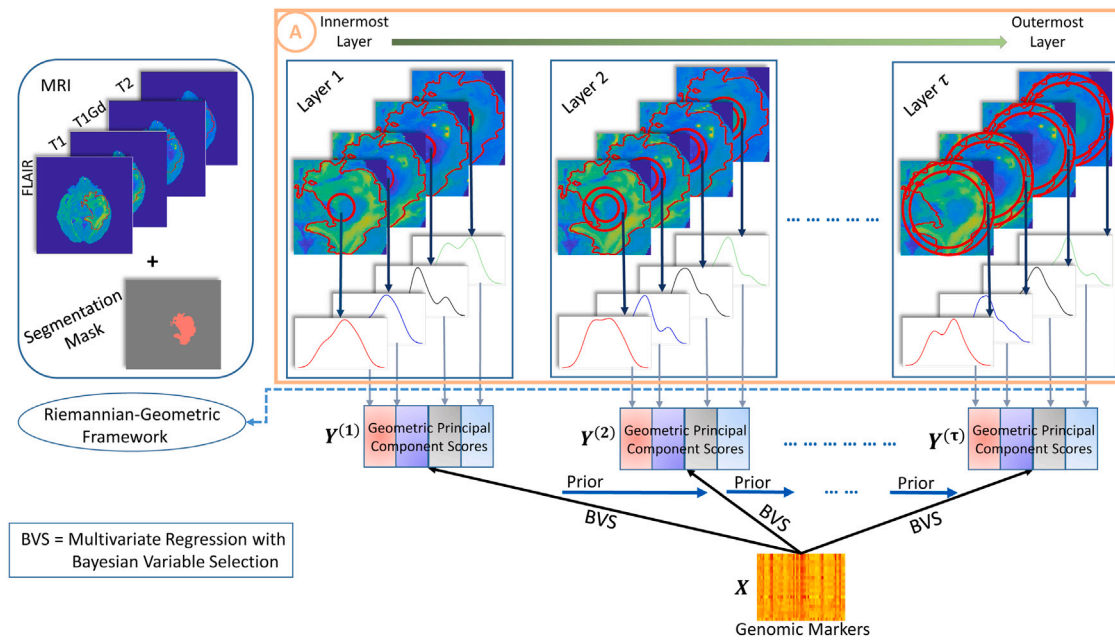 A
Innermost
Layer
Outermost
Layer
MRI
FLAIR
T1
T1Gd
T2
+
Segmentation
Mask
Layer 1
Layer 2
... ... ... ... ...
Layer τ
Riemannian-Geometric
Framework
Y(1)
Geometric Principal
Component Scores
Y(2)
Geometric Principal
Component Scores
... ... ... ... ... ...
Y(τ)
Geometric Principal
Component Scores
Prior
Prior
... ...
Prior
BVS
BVS
BVS
BVS = Multivariate Regression with
Bayesian Variable Selection
X
Genomic Markers